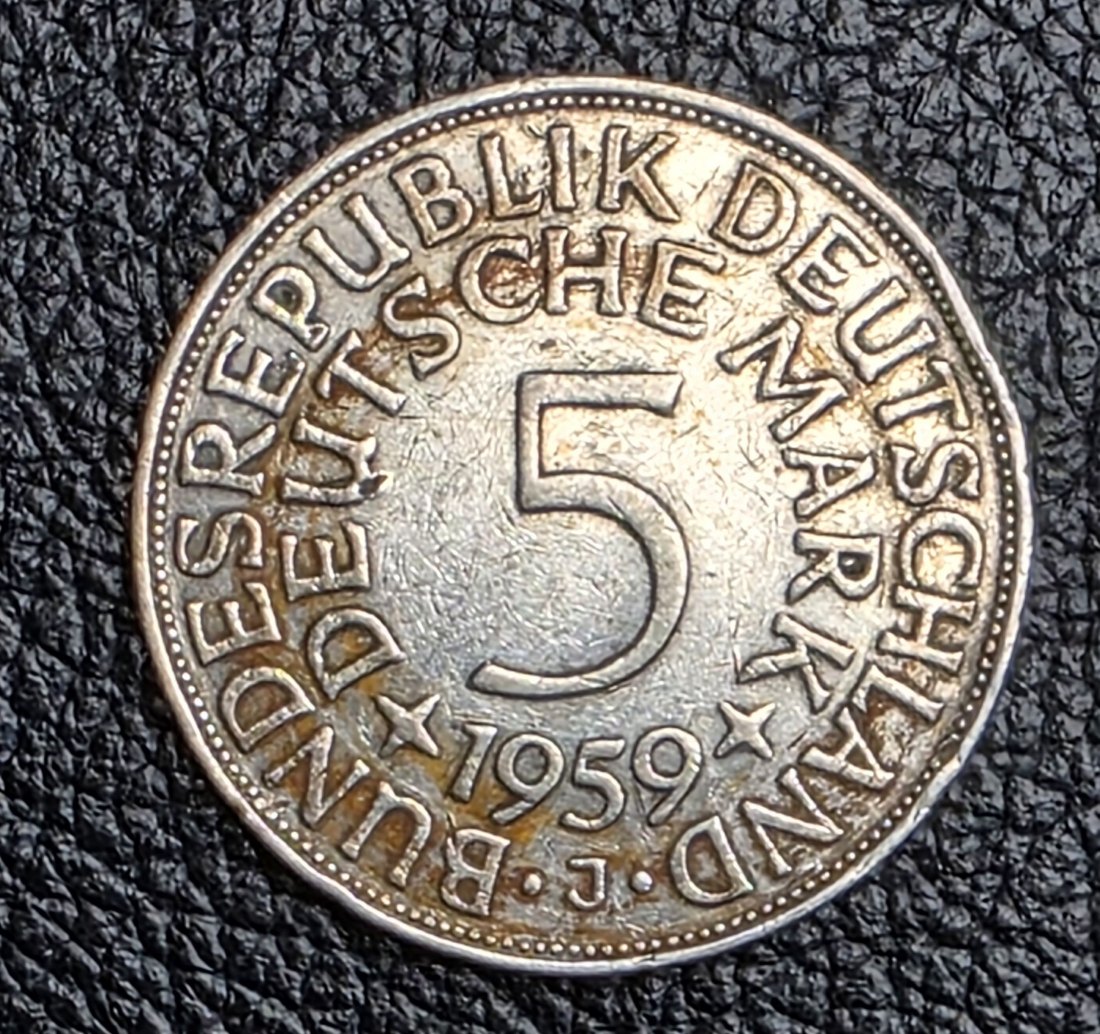 BUNDESREPUBLIK DEUTSCHLAND
DEUTSCHE MARK
5
1959
· J ·